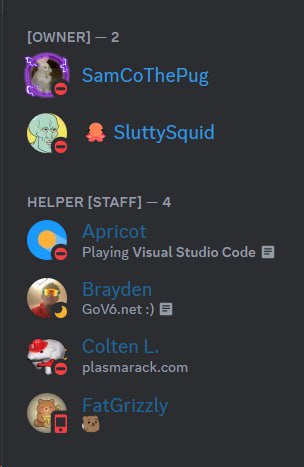 [OWNER] — 2
SamCoThePug
SluttySquid
HELPER [STAFF] — 4
Apricot
Playing Visual Studio Code
Brayden
GoV6.net :)
Colten L.
plasmarack.com
FatGrizzly